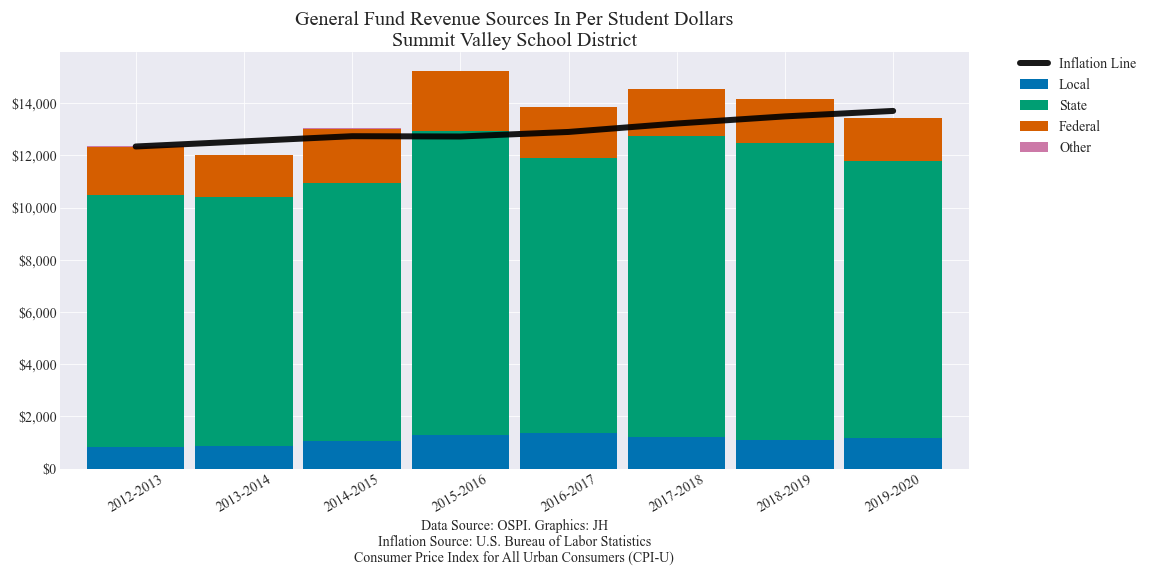 General Fund Revenue Sources In Per Student Dollars
Summit Valley School District
Inflation Line
Local
State
Federal
Other
$14,000
$12,000
$10,000
$8,000
$6,000
$4,000
$2,000
$0
2012-2013
2013-2014
2014-2015
2015-2016
2016-2017
2017-2018
2018-2019
2019-2020
Data Source: OSPI. Graphics: JH
Inflation Source: U.S. Bureau of Labor Statistics
Consumer Price Index for All Urban Consumers (CPI-U)